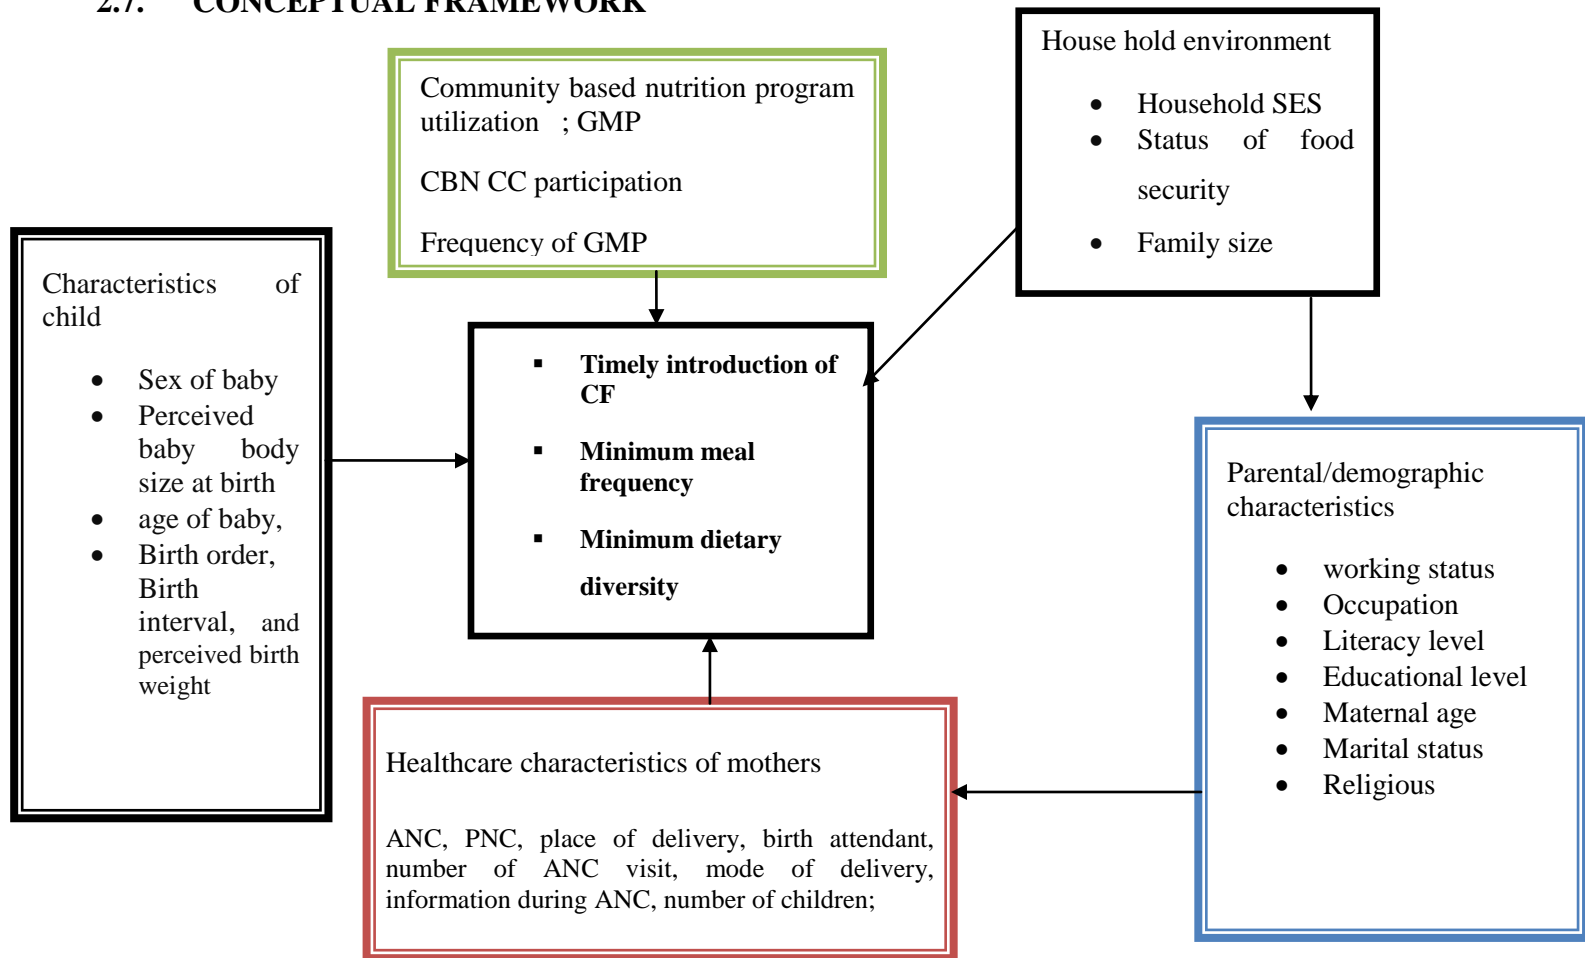 2.7. CONCEPTUAL FRAMEWORK
House hold environment
• Household SES
• Status of food
security
• Family size
Community based nutrition program
utilization ; GMP
CBN CC participation
Frequency of GMP
Characteristics of
child
• Sex of baby
• Perceived
baby body
size at birth
• age of baby,
• Birth order,
Birth
interval, and
perceived birth
weight
▪ Timely introduction of
CF
▪ Minimum meal
frequency
▪ Minimum dietary
diversity
Parental/demographic
characteristics
• working status
• Occupation
• Literacy level
• Educational level
• Maternal age
• Marital status
• Religious
Healthcare characteristics of mothers
ANC, PNC, place of delivery, birth attendant,
number of ANC visit, mode of delivery,
information during ANC, number of children;